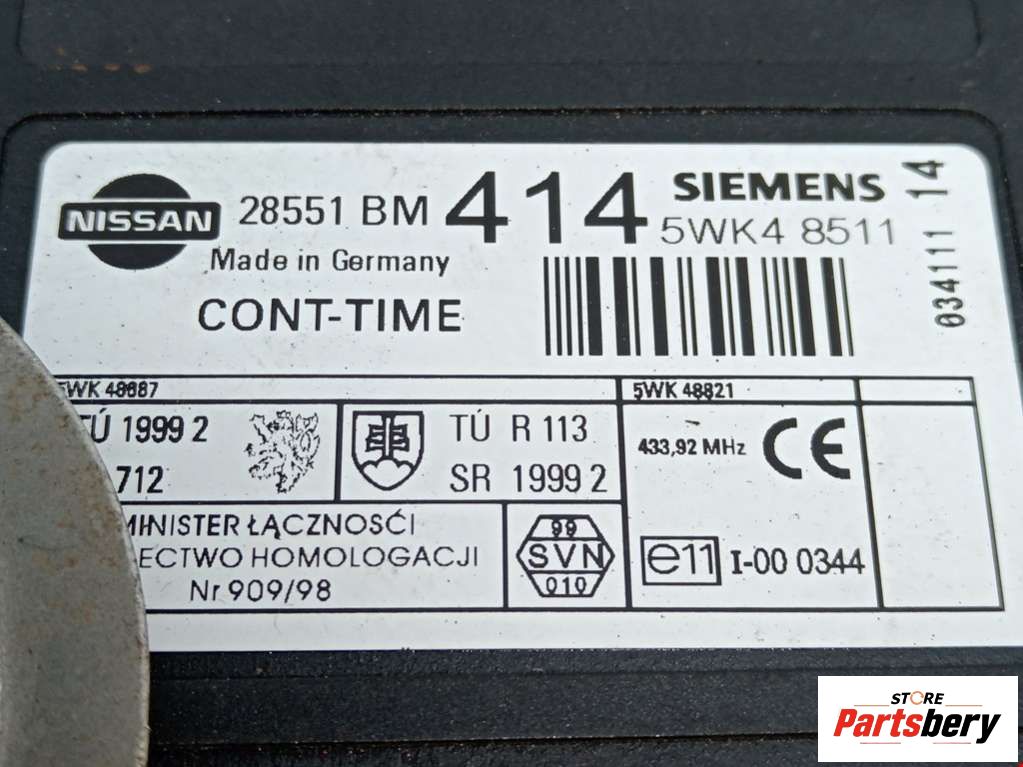 NISSAN
28551 BM 414
SIEMENS
5WK4 8511
Made in Germany
CONT-TIME
034111 14
5WK 48687
5WK 48821
TÚ 1999 2
712
TÚ R 113
SR 1999 2
433,92 MHz
CE
MINISTER ŁĄCZNOŚĆI
ECTWO HOMOLOGACJI
Nr 909/98
99
SVN
010
e11 I-00 0344
STORE
Partsbery